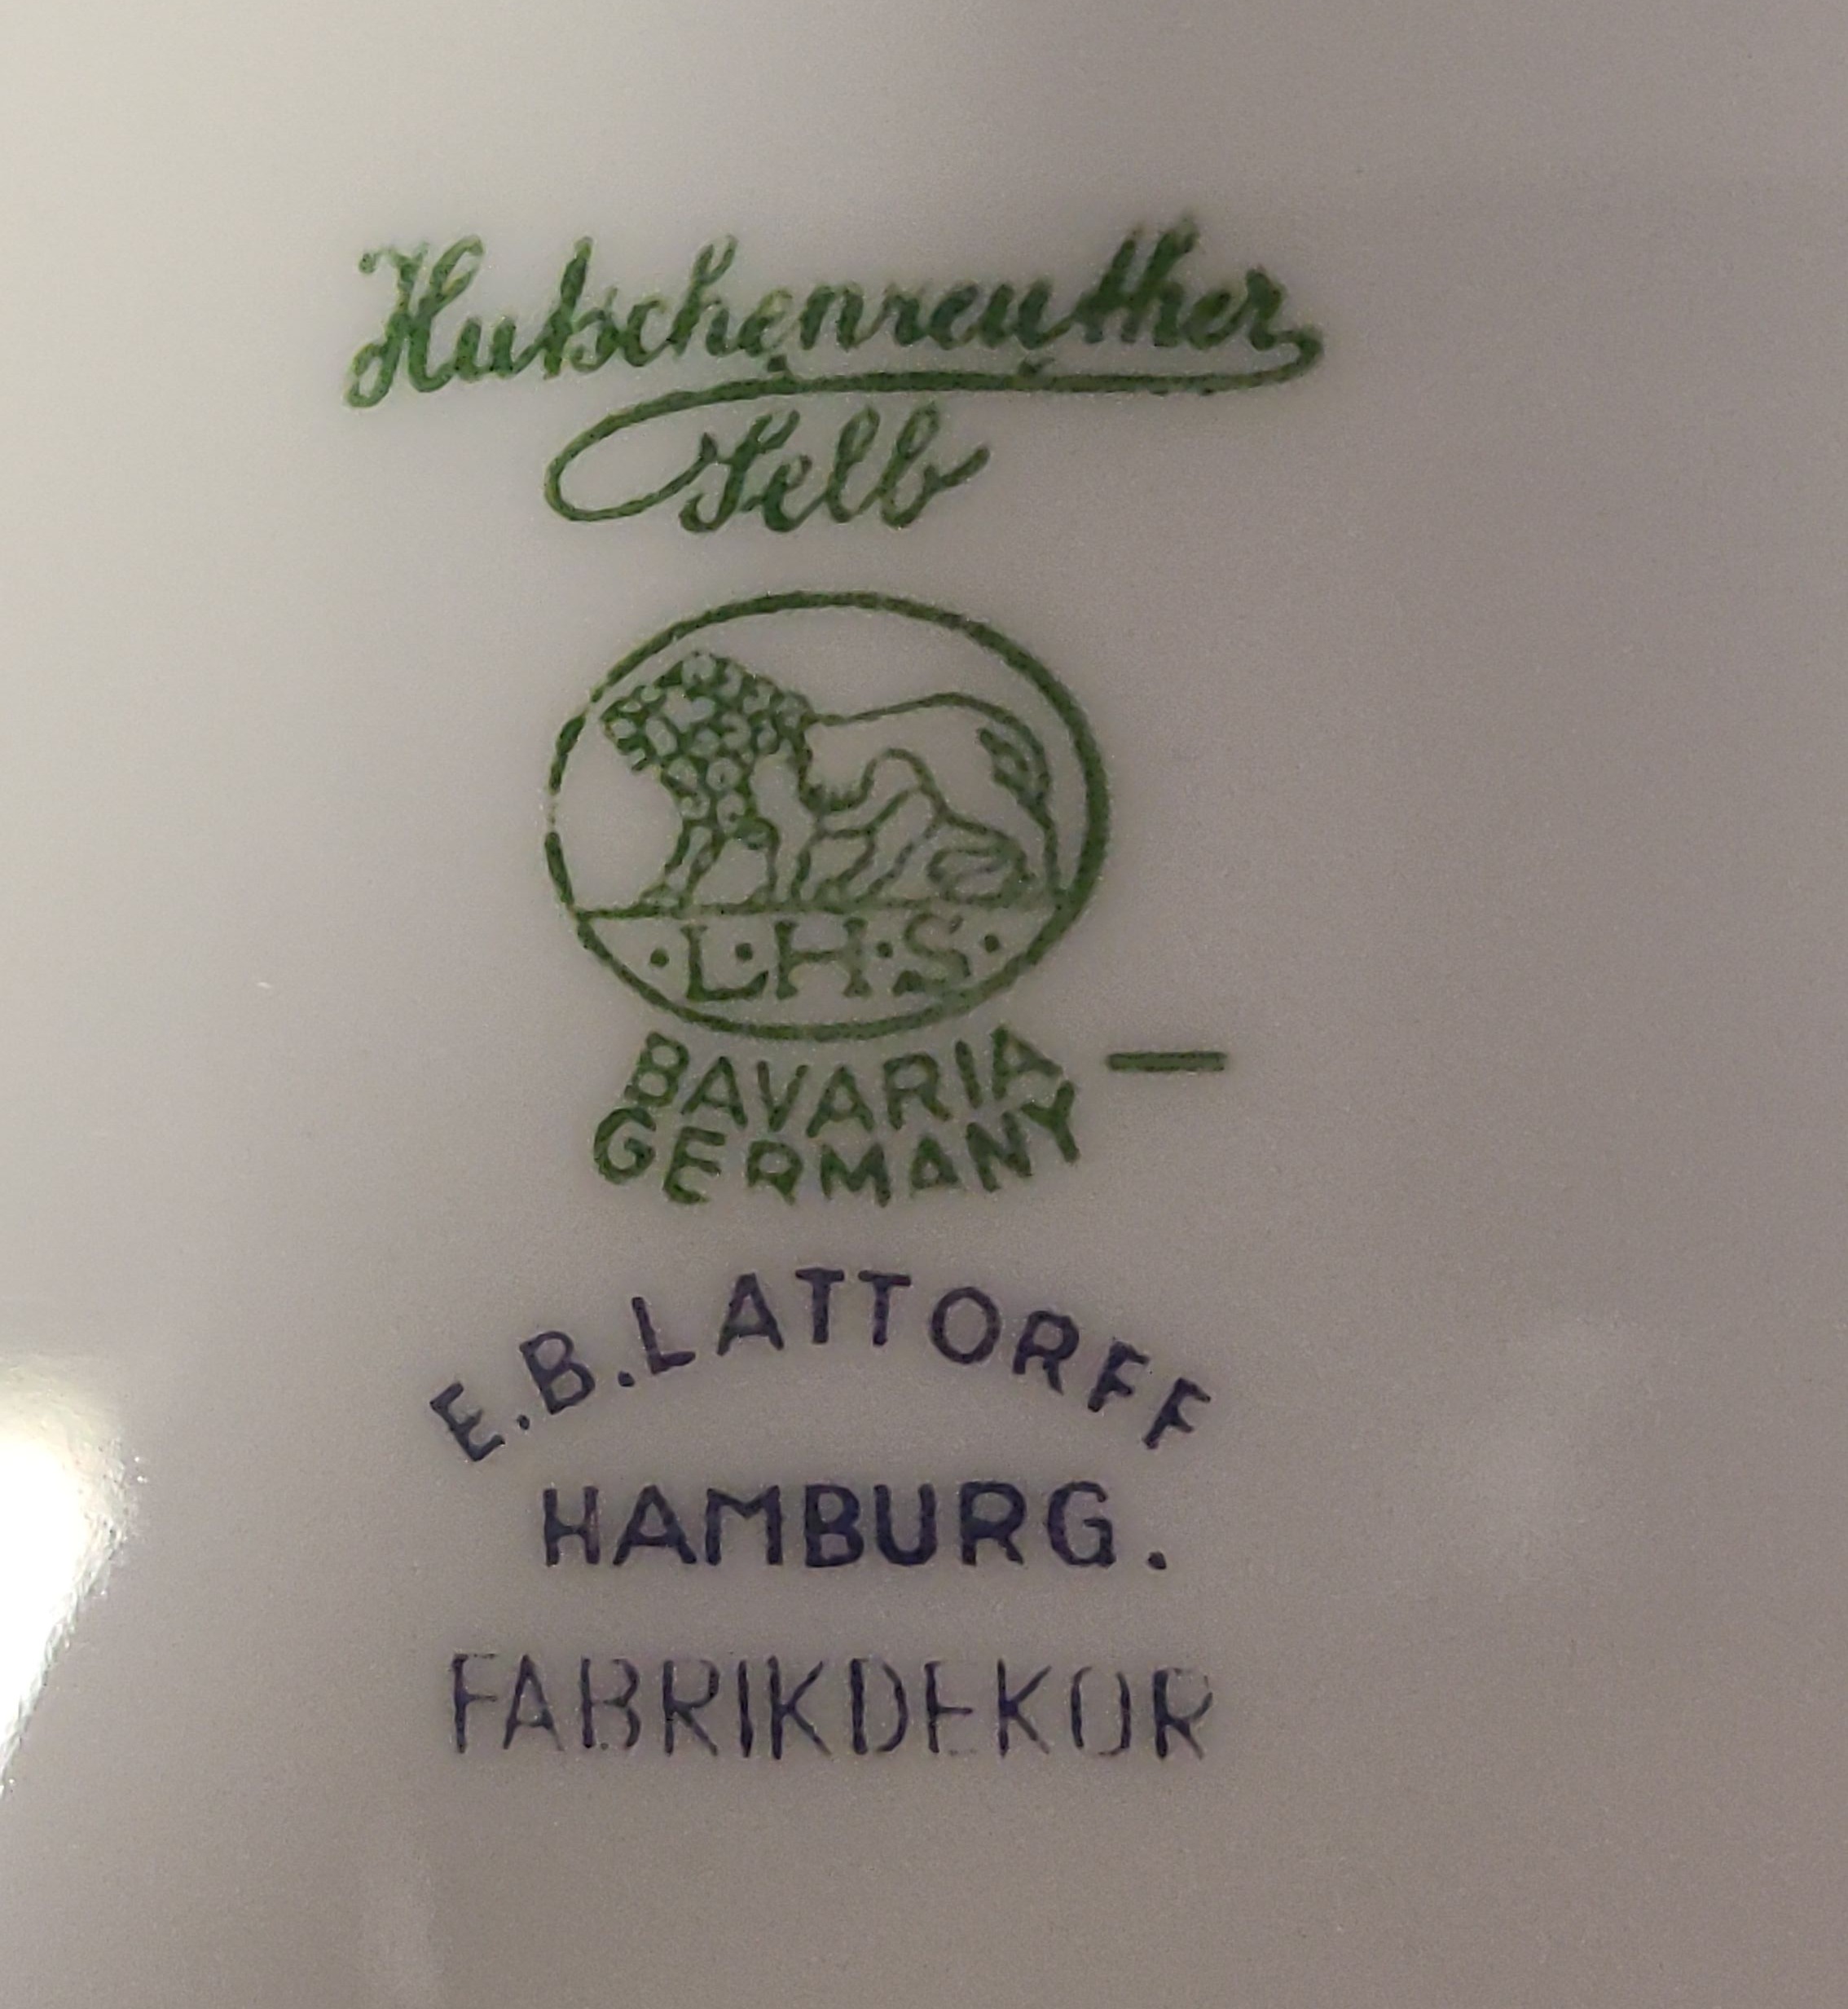 Hutschenreuther
Selb
·L·H·S·
BAVARIA
GERMANY
E.B.LATTORFF
HAMBURG.
FABRIKDEKOR